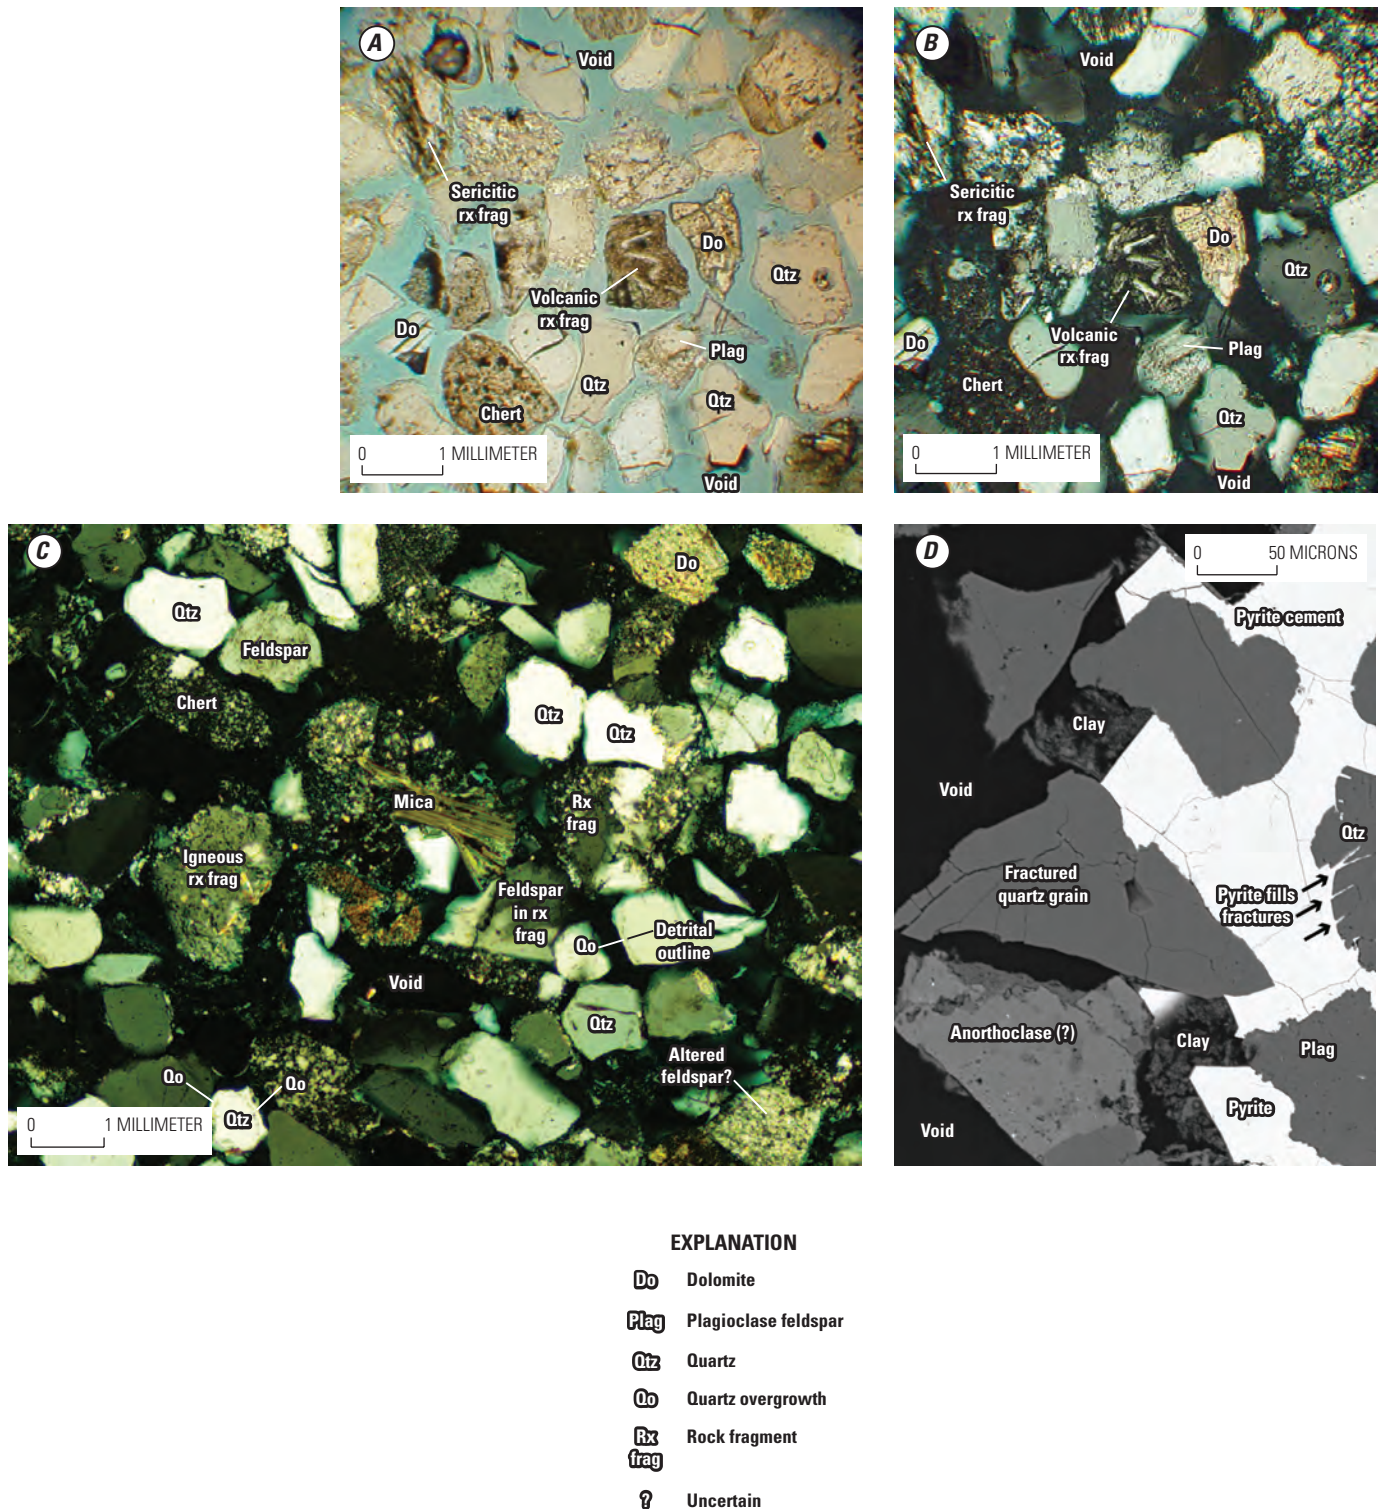 A
Void
Sericitic
rx frag
Do
Qtz
Volcanic
rx frag
Do
Plag
Qtz
Chert
Qtz
0 1 MILLIMETER
Void
B
Void
Sericitic
rx frag
Do
Qtz
Volcanic
rx frag
Do
Plag
Chert
Qtz
0 1 MILLIMETER
Void
C
Do
Qtz
Feldspar
Chert
Qtz
Qtz
Mica
Rx
frag
Igneous
rx frag
Feldspar
in rx
frag
Qo
Detrital
outline
Void
Qtz
Altered
feldspar?
Qo
Qo
Qtz
0 1 MILLIMETER
D
0 50 MICRONS
Pyrite cement
Clay
Void
Qtz
Fractured
quartz grain
Pyrite fills
fractures
Anorthoclase (?)
Clay
Plag
Pyrite
Void
EXPLANATION
Do Dolomite
Plag Plagioclase feldspar
Qtz Quartz
Qo Quartz overgrowth
Rx Rock fragment
frag
? Uncertain